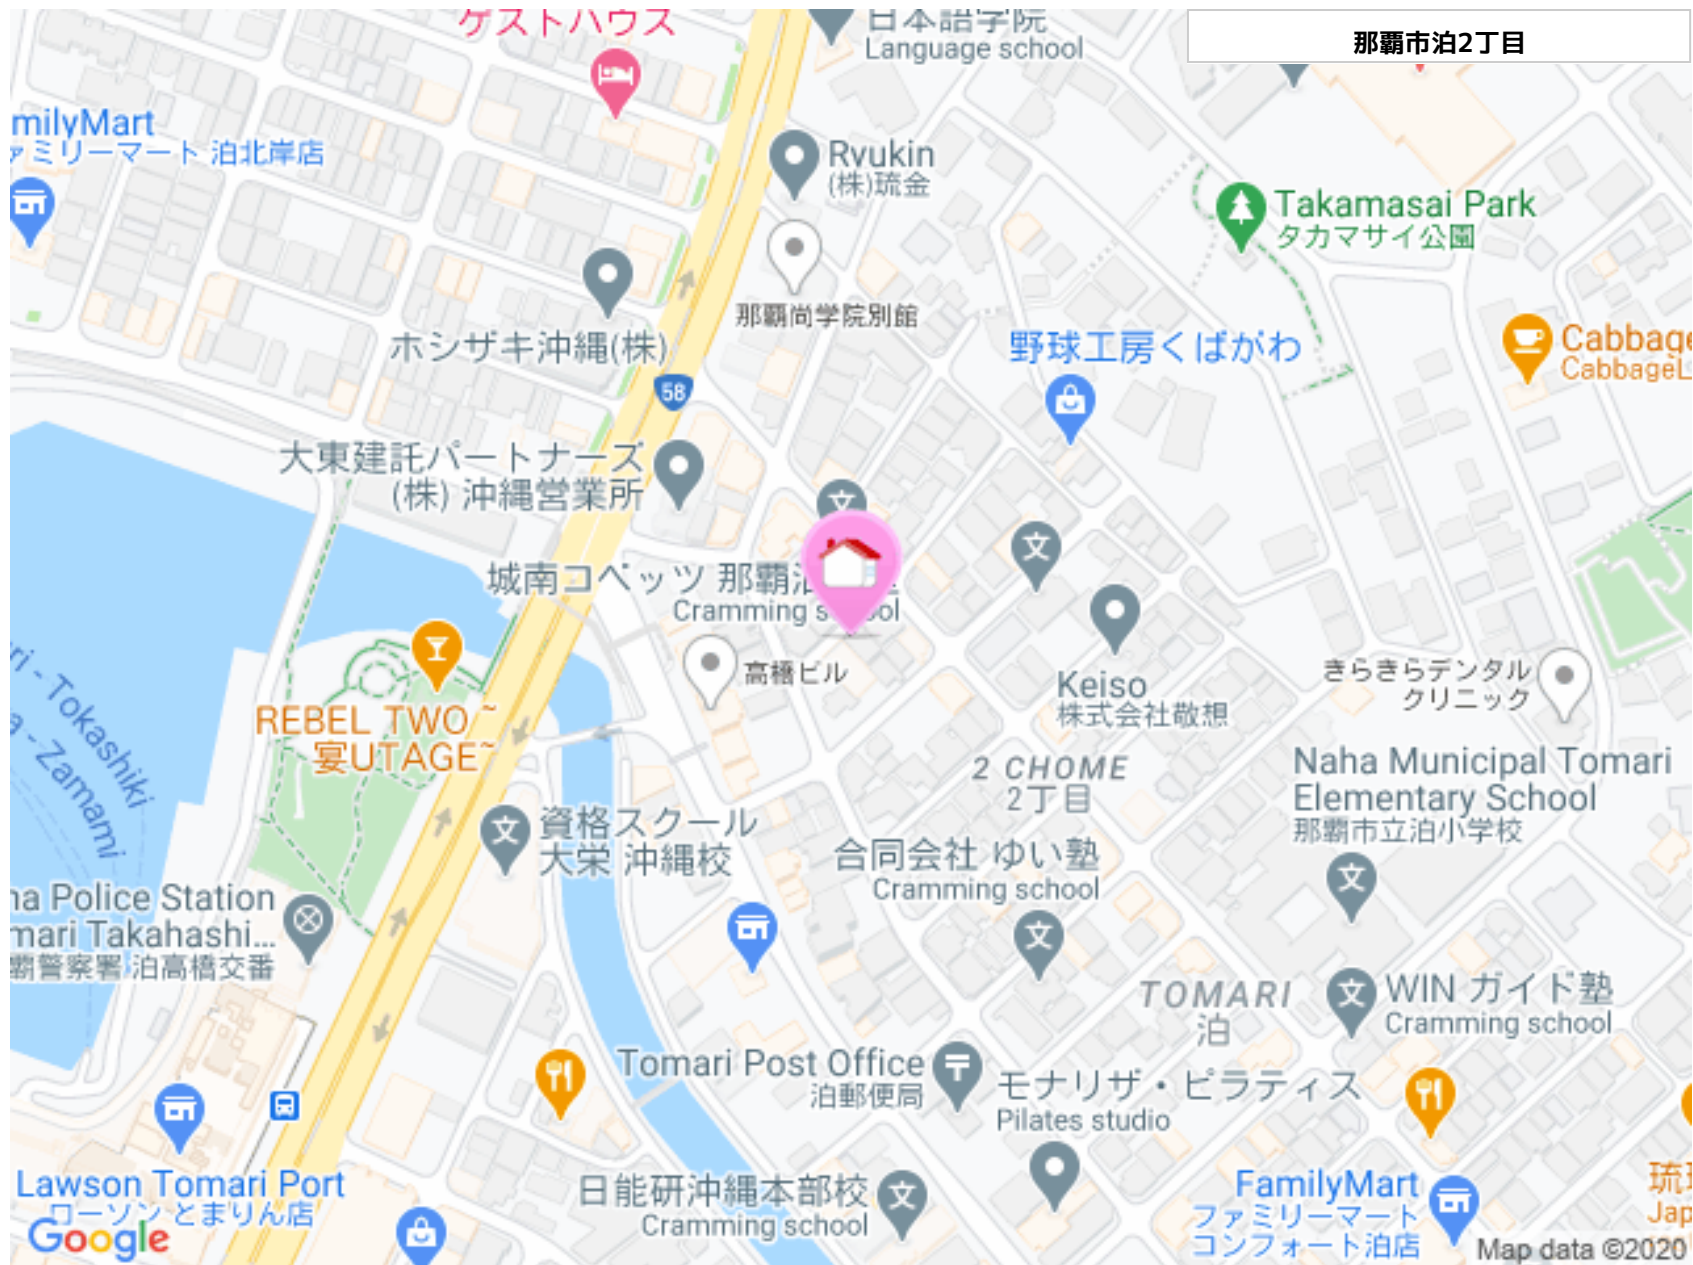 ゲストハウス
日本語学院
Language school
那覇市泊2丁目
milyMart
ァミリーマート 泊北岸店
Ryukin
(株)琉金
Takamasai Park
タカマサイ公園
那覇尚学院別館
ホシザキ沖縄(株)
野球工房くばがわ
Cabbage
CabbageL
58
大東建託パートナーズ
(株) 沖縄営業所
城南コベッツ 那覇泊
Cramming school
高橋ビル
Keiso
株式会社敬想
きらきらデンタル
クリニック
ri - Tokashiki
a - Zamami
REBEL TWO ~
宴UTAGE~
2 CHOME
2丁目
Naha Municipal Tomari
Elementary School
那覇市立泊小学校
資格スクール
大栄 沖縄校
合同会社 ゆい塾
Cramming school
ha Police Station
mari Takahashi...
覇警察署 泊高橋交番
TOMARI
泊
WIN ガイド塾
Cramming school
Tomari Post Office
泊郵便局
モナリザ・ピラティス
Pilates studio
Lawson Tomari Port
ローソン とまりん店
日能研沖縄本部校
Cramming school
FamilyMart
ファミリーマート
コンフォート泊店
琉球
Jap
Google
Map data ©2020